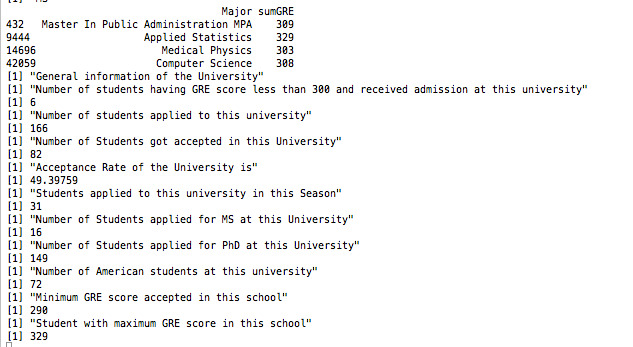 Major sumGRE
432 Master In Public Administration MPA 309
9444 Applied Statistics 329
14696 Medical Physics 303
42059 Computer Science 308
[1] "General information of the University"
[1] "Number of students having GRE score less than 300 and received admission at this university"
[1] 6
[1] "Number of students applied to this university"
[1] 166
[1] "Number of Students got accepted in this University"
[1] 82
[1] "Acceptance Rate of the University is"
[1] 49.39759
[1] "Students applied to this university in this Season"
[1] 31
[1] "Number of Students applied for MS at this University"
[1] 16
[1] "Number of Students applied for PhD at this University"
[1] 149
[1] "Number of American students at this university"
[1] 72
[1] "Minimum GRE score accepted in this school"
[1] 290
[1] "Student with maximum GRE score in this school"
[1] 329